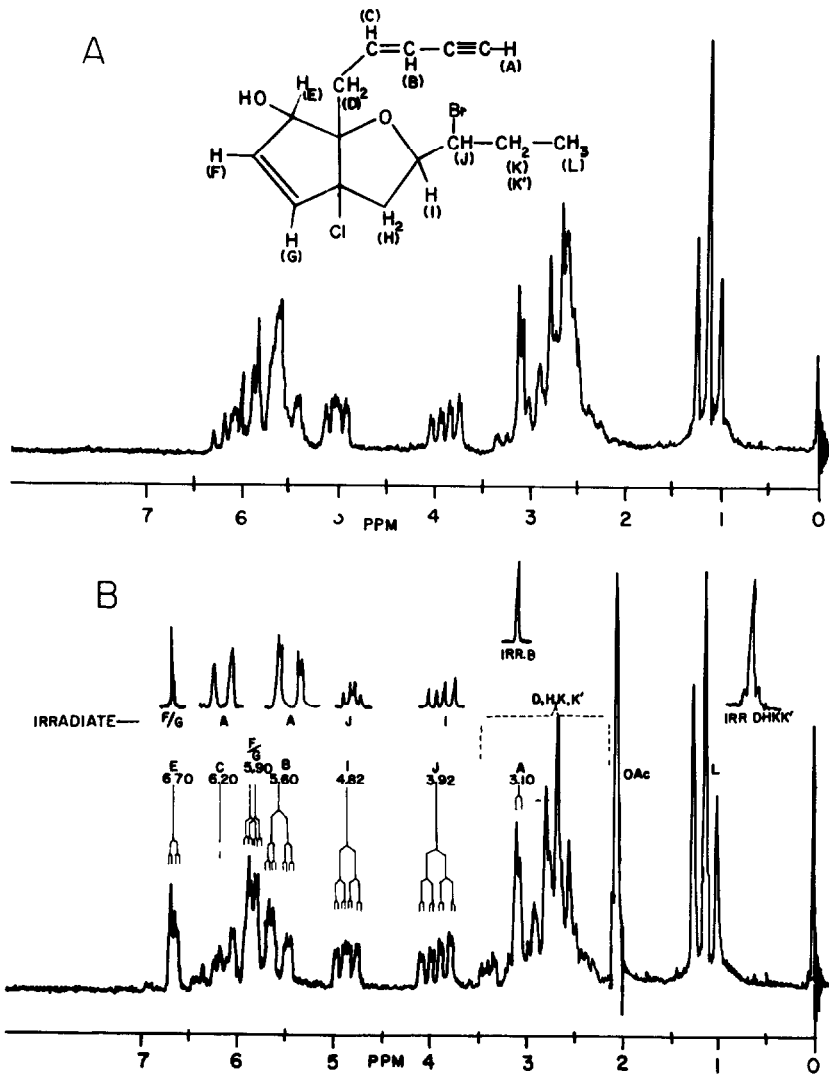 A
(C)
H
C=C—C≡C—H
H
(B)
(A)
CH2
(D)
H
(E)
HO
O
Br
CH—CH2—CH3
(J)
(K)
(K')
(L)
H
(F)
H
(I)
H2
(H)
Cl
H
(G)
7 6 5 4 3 2 1 0
PPM
B
IRR.B
IRRADIATE—
F/G A A J I
D,H,K,K'
IRR DHKK'
E
6.70
C
6.20
F/G
5.90
B
5.60
I
4.82
J
3.92
A
3.10
OAc
L
7 6 5 4 3 2 1 0
PPM